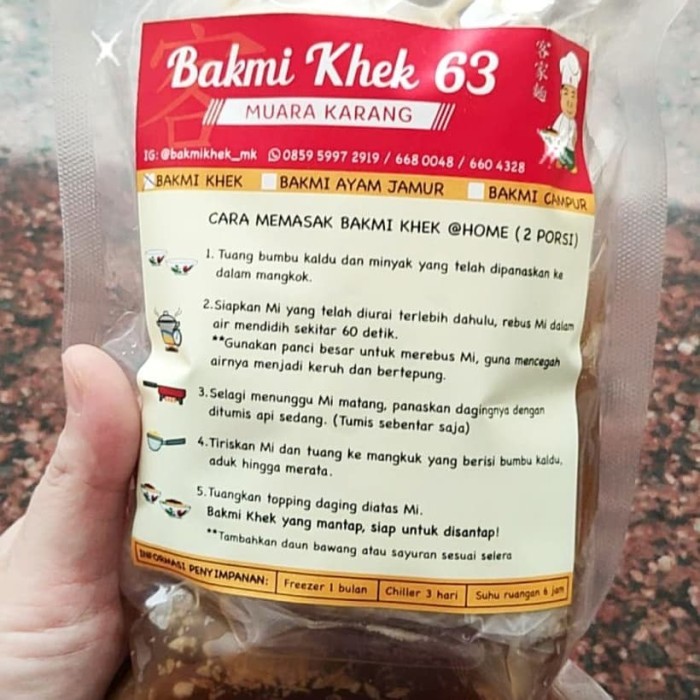 Bakmi Khek 63
客家麵
MUARA KARANG
IG: @bakmikhek_mk 0859 5997 2919 / 668 0048 / 660 4328
BAKMI KHEK BAKMI AYAM JAMUR BAKMI CAMPUR
CARA MEMASAK BAKMI KHEK @HOME (2 PORSI)
1. Tuang bumbu kaldu dan minyak yang telah dipanaskan ke
dalam mangkok.
2.Siapkan Mi yang telah diurai terlebih dahulu, rebus Mi dalam
air mendidih sekitar 60 detik.
**Gunakan panci besar untuk merebus Mi, guna mencegah
airnya menjadi keruh dan bertepung.
3.Selagi menunggu Mi matang, panaskan dagingnya dengan
ditumis api sedang. (Tumis sebentar saja)
4.Tiriskan Mi dan tuang ke mangkuk yang berisi bumbu kaldu,
aduk hingga merata.
5.Tuangkan topping daging diatas Mi.
Bakmi Khek yang mantap, siap untuk disantap!
**Tambahkan daun bawang atau sayuran sesuai selera
INFORMASI PENYIMPANAN: Freezer 1 bulan Chiller 3 hari Suhu ruangan 6 jam